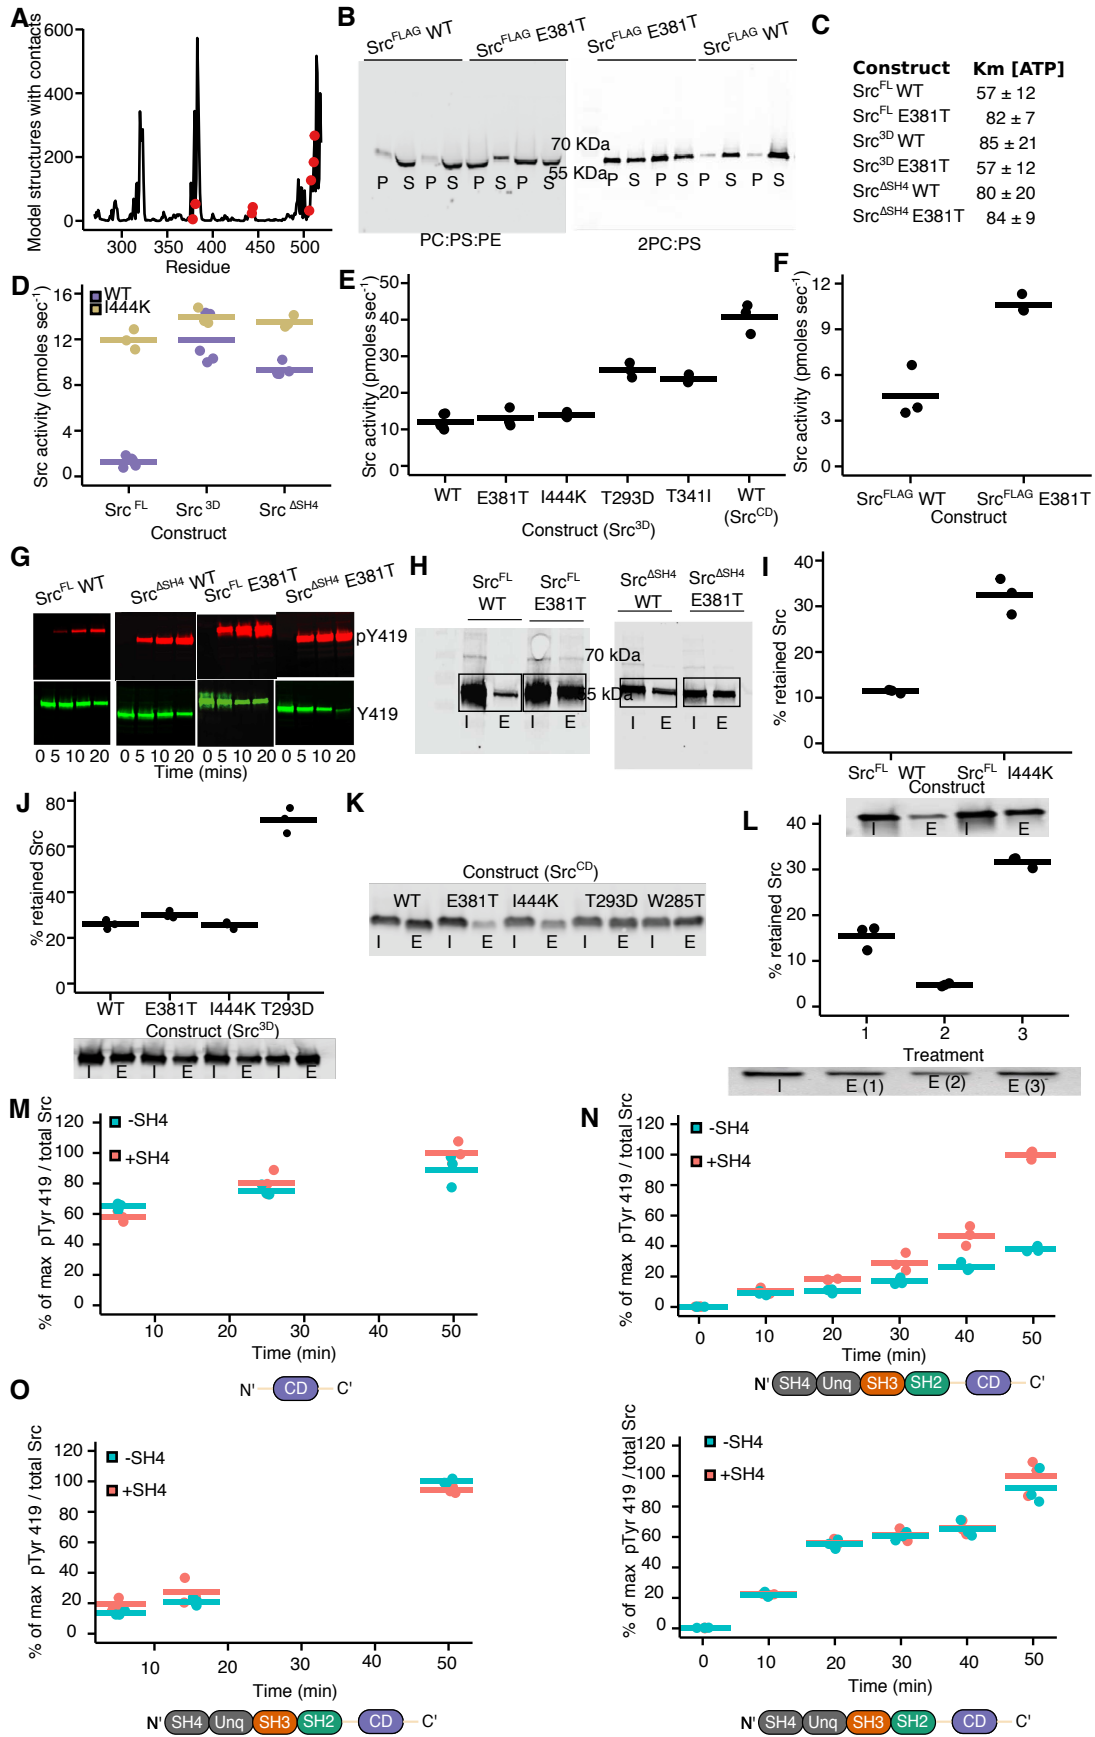 A
Model structures with contacts
600
400
200
0
300 350 400 450 500
Residue
B
Src^FLAG WT
Src^FLAG E381T
Src^FLAG E381T
Src^FLAG WT
70 KDa
55 KDa
P S P S P S P S
P S P S P S P S
PC:PS:PE
2PC:PS
C
Construct Km [ATP]
Src^FL WT 57 ± 12
Src^FL E381T 82 ± 7
Src^3D WT 85 ± 21
Src^3D E381T 57 ± 12
Src^ΔSH4 WT 80 ± 20
Src^ΔSH4 E381T 84 ± 9
D
Src activity (pmoles sec^-1)
16
12
8
4
0
WT
I444K
Src^FL Src^3D Src^ΔSH4
Construct
E
Src activity (pmoles sec^-1)
50
40
30
20
10
0
WT E381T I444K T293D T341I WT
(Src^CD)
Construct (Src^3D)
F
Src activity (pmoles sec^-1)
12
9
6
3
0
Src^FLAG WT Src^FLAG E381T
Construct
G
Src^FL WT
Src^ΔSH4 WT
Src^FL E381T
Src^ΔSH4 E381T
pY419
Y419
0 5 10 20 0 5 10 20 0 5 10 20 0 5 10 20
Time (mins)
H
Src^FL WT
Src^FL E381T
Src^ΔSH4 WT
Src^ΔSH4 E381T
70 kDa
55 kDa
I E I E I E I E
I
% retained Src
40
30
20
10
0
Src^FL WT Src^FL I444K
Construct
I E I E
J
% retained Src
80
60
40
20
0
WT E381T I444K T293D
Construct (Src^3D)
I E I E I E I E
K
Construct (Src^CD)
WT E381T I444K T293D W285T
I E I E I E I E I E
L
% retained Src
40
30
20
10
0
1 2 3
Treatment
I E (1) E (2) E (3)
M
% of max pTyr 419 / total Src
120
100
80
60
40
20
0
-SH4
+SH4
10 20 30 40 50
Time (min)
N' CD C'
N
% of max pTyr 419 / total Src
120
100
80
60
40
20
0
-SH4
+SH4
0 10 20 30 40 50
Time (min)
N' SH4 Unq SH3 SH2 CD C'
O
% of max pTyr 419 / total Src
120
100
80
60
40
20
0
-SH4
+SH4
10 20 30 40 50
Time (min)
N' SH4 Unq SH3 SH2 CD C'
% of max pTyr 419 / total Src
120
100
80
60
40
20
0
-SH4
+SH4
0 10 20 30 40 50
Time (min)
N' SH4 Unq SH3 SH2 CD C'